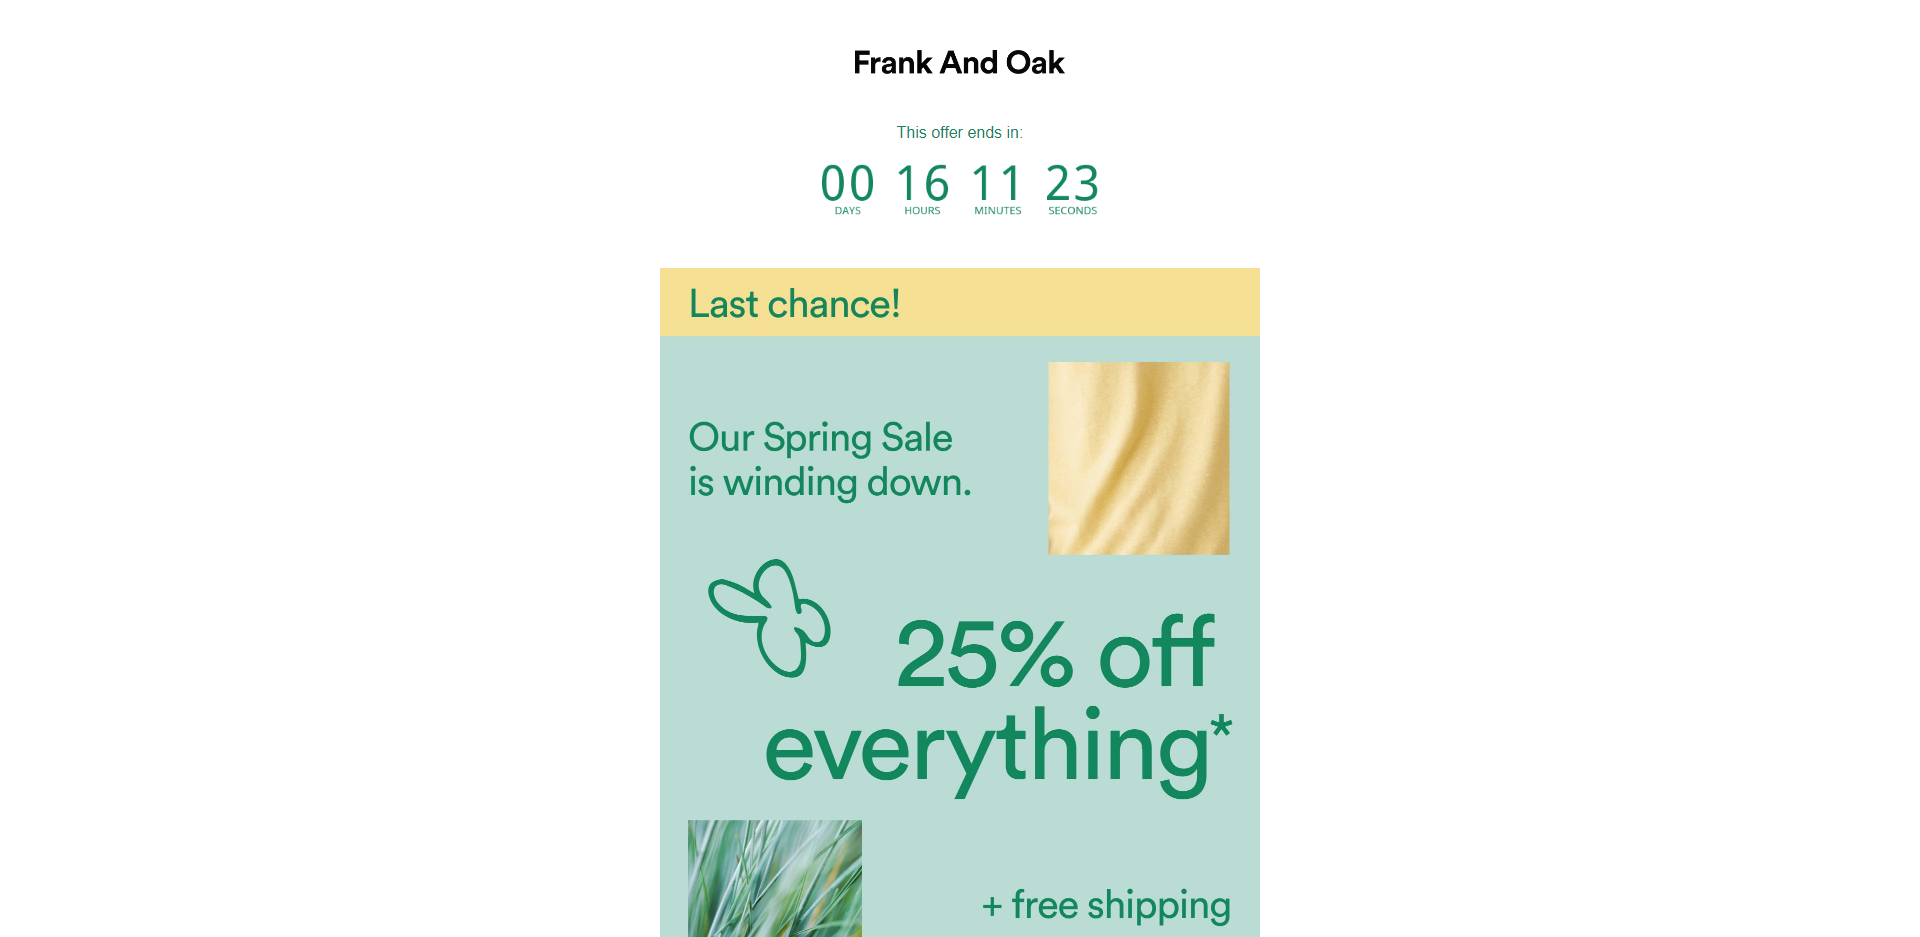 Frank And Oak
This offer ends in:
00 16 11 23
DAYS HOURS MINUTES SECONDS
Last chance!
Our Spring Sale
is winding down.
25% off
everything*
+ free shipping